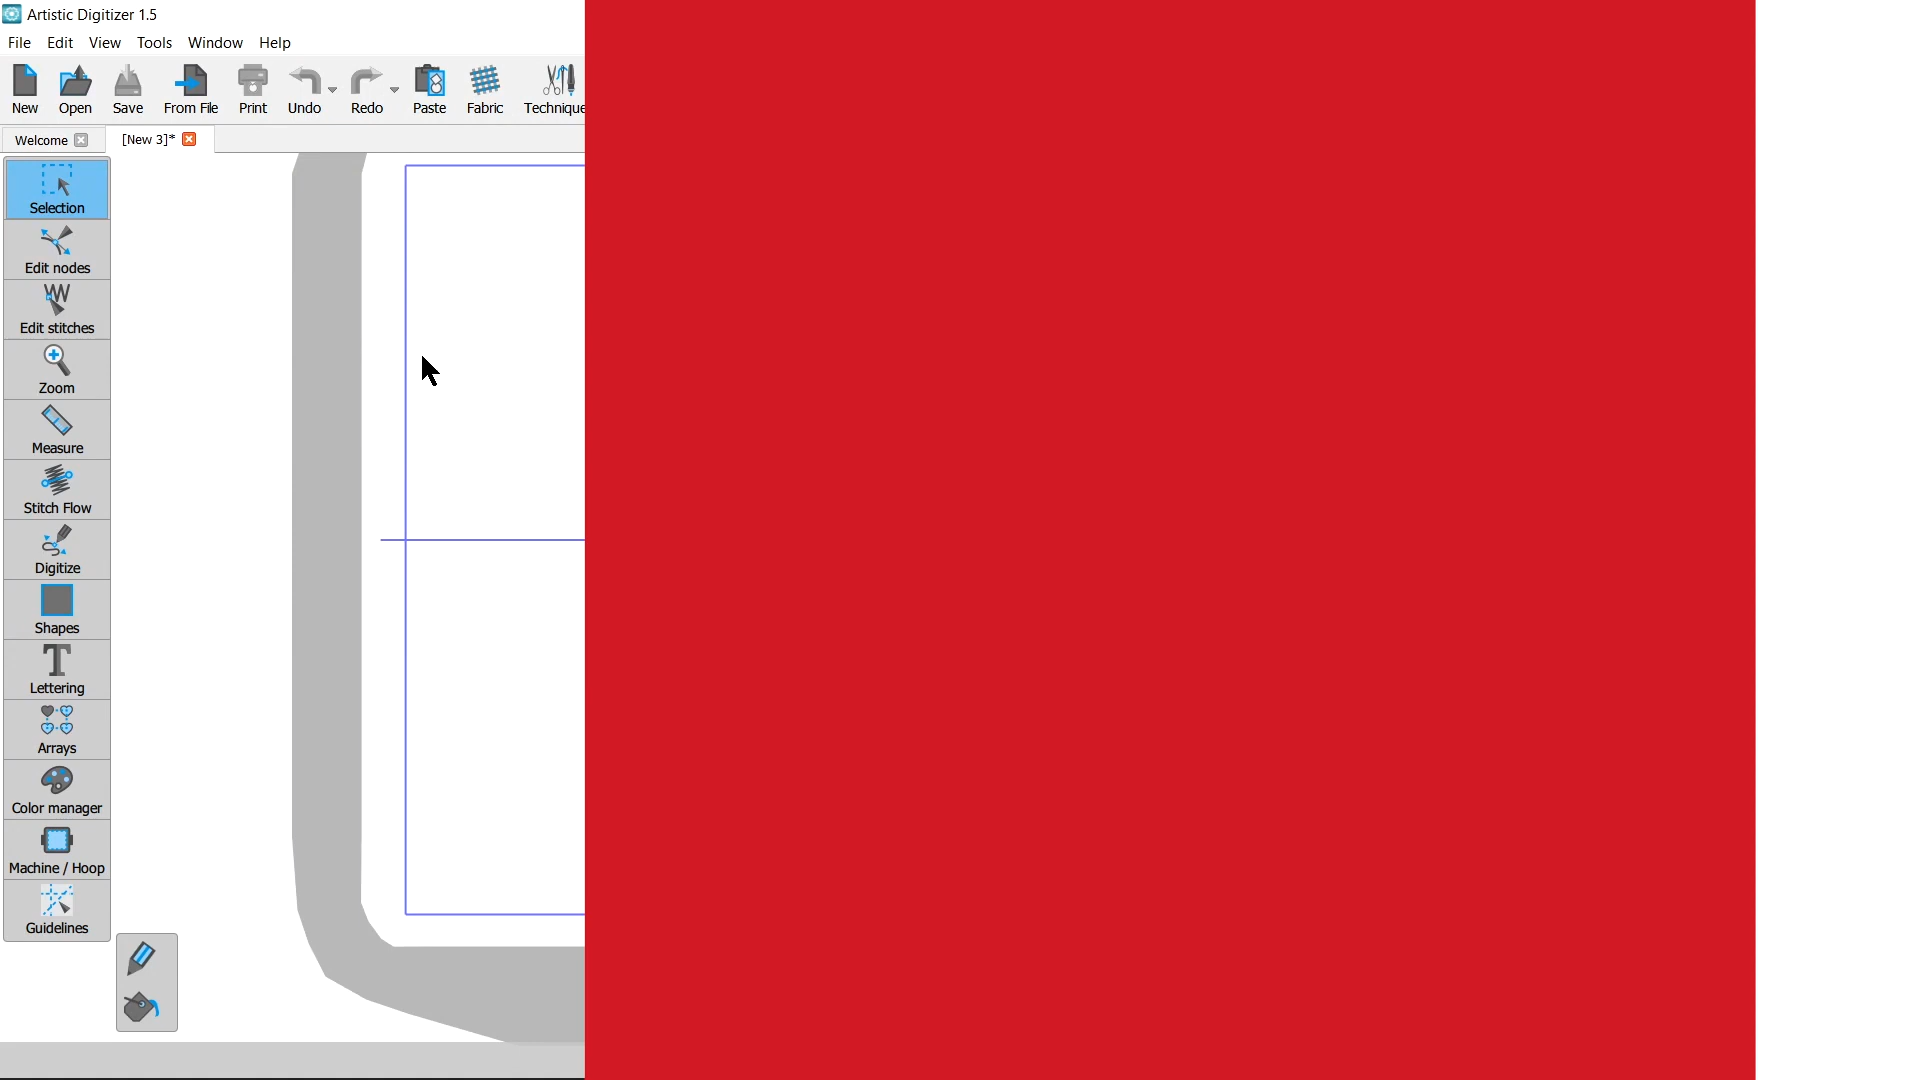 Artistic Digitizer 1.5
File Edit View Tools Window Help
New Open Save From File Print Undo Redo Paste Fabric Technique
Welcome [New 3]*
Selection
Edit nodes
Edit stitches
Zoom
Measure
Stitch Flow
Digitize
Shapes
Lettering
Arrays
Color manager
Machine / Hoop
Guidelines